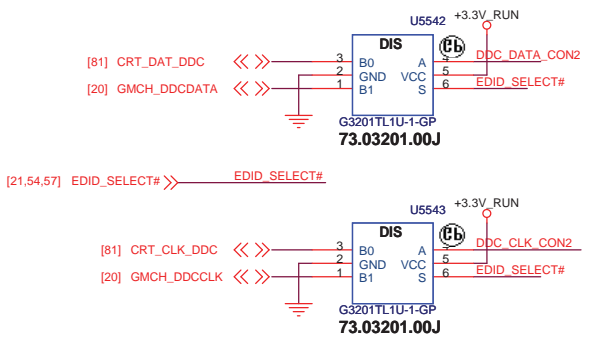 U5542
+3.3V_RUN
DIS
[81] CRT_DAT_DDC
3 B0 A 4 DDC_DATA_CON2
2 GND VCC 5
[20] GMCH_DDCDATA
1 B1 S 6 EDID_SELECT#
G3201TL1U-1-GP
73.03201.00J
[21,54,57] EDID_SELECT# EDID_SELECT#
U5543
+3.3V_RUN
DIS
[81] CRT_CLK_DDC
3 B0 A 4 DDC_CLK_CON2
2 GND VCC 5
[20] GMCH_DDCCLK
1 B1 S 6 EDID_SELECT#
G3201TL1U-1-GP
73.03201.00J